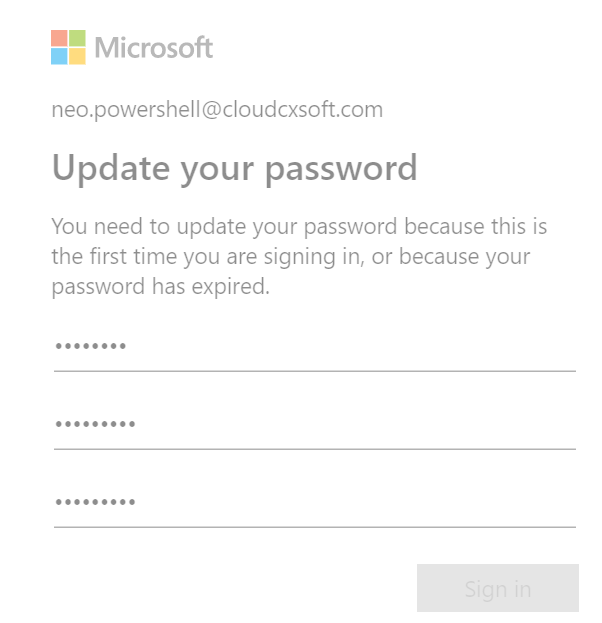 Microsoft
neo.powershell@cloudcxsoft.com
Update your password
You need to update your password because this is
the first time you are signing in, or because your
password has expired.
••••••••
•••••••••
•••••••••
Sign in